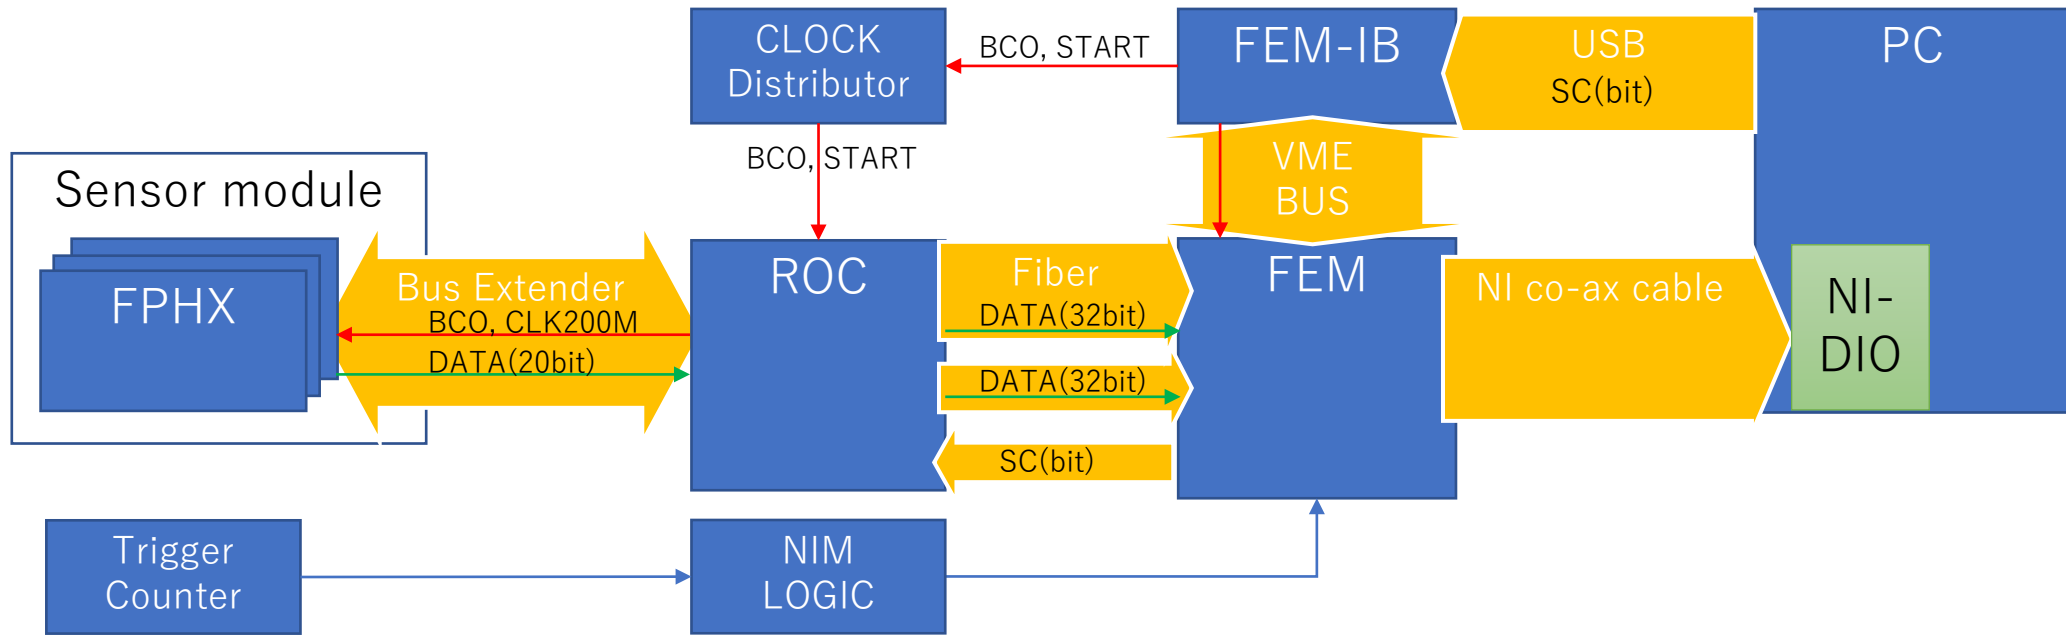 CLOCK
Distributor
BCO, START
FEM-IB
USB
SC(bit)
PC
BCO, START
VME
BUS
Sensor module
FPHX
Bus Extender
BCO, CLK200M
DATA(20bit)
ROC
Fiber
DATA(32bit)
DATA(32bit)
SC(bit)
FEM
NI co-ax cable
NI-
DIO
Trigger
Counter
NIM
LOGIC